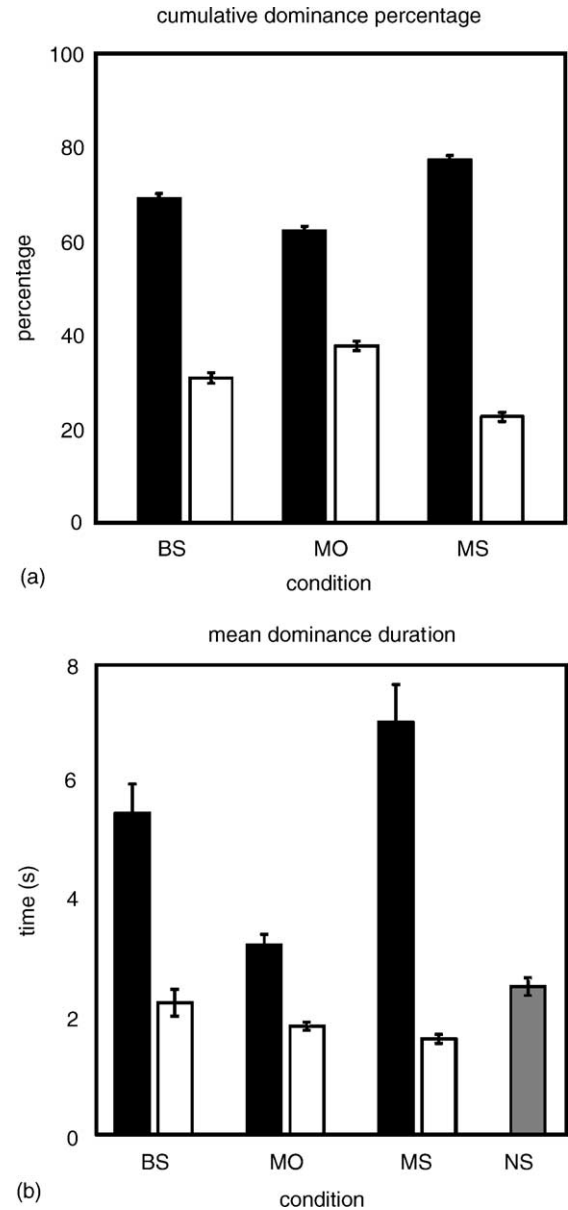 cumulative dominance percentage
100
80
60
40
20
0
percentage
BS MO MS
(a)
condition
mean dominance duration
8
6
4
2
0
time (s)
BS MO MS NS
(b)
condition